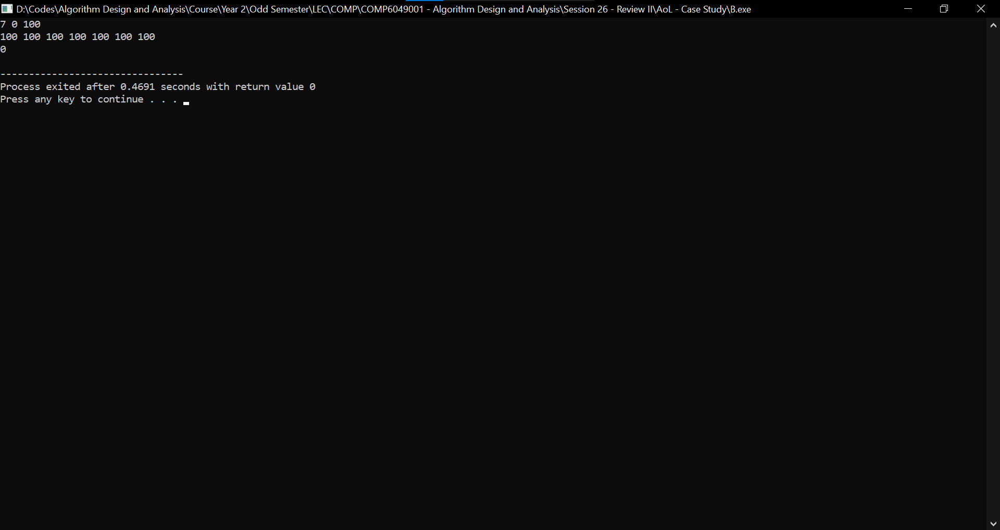 D:\Codes\Algorithm Design and Analysis\Course\Year 2\Odd Semester\LEC\COMP\COMP6049001 - Algorithm Design and Analysis\Session 26 - Review II\AoL - Case Study\B.exe
7 0 100
100 100 100 100 100 100 100
0
--------------------------------
Process exited after 0.4691 seconds with return value 0
Press any key to continue . . .